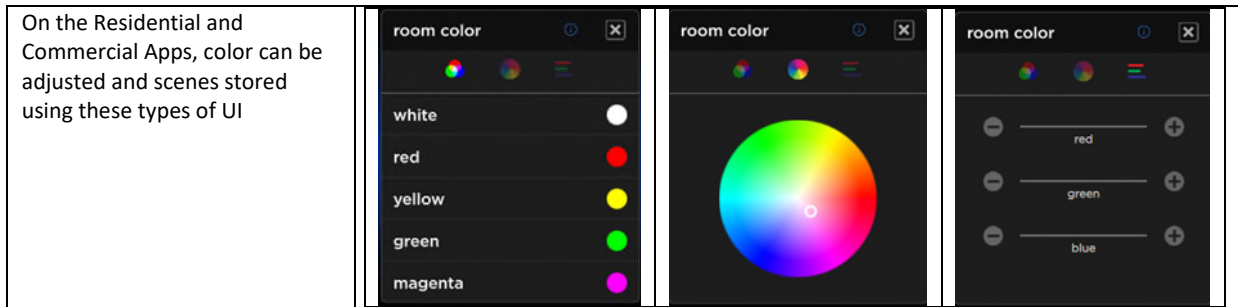 On the Residential and
Commercial Apps, color can be
adjusted and scenes stored
using these types of UI
room color
white
red
yellow
green
magenta
room color
room color
red
green
blue